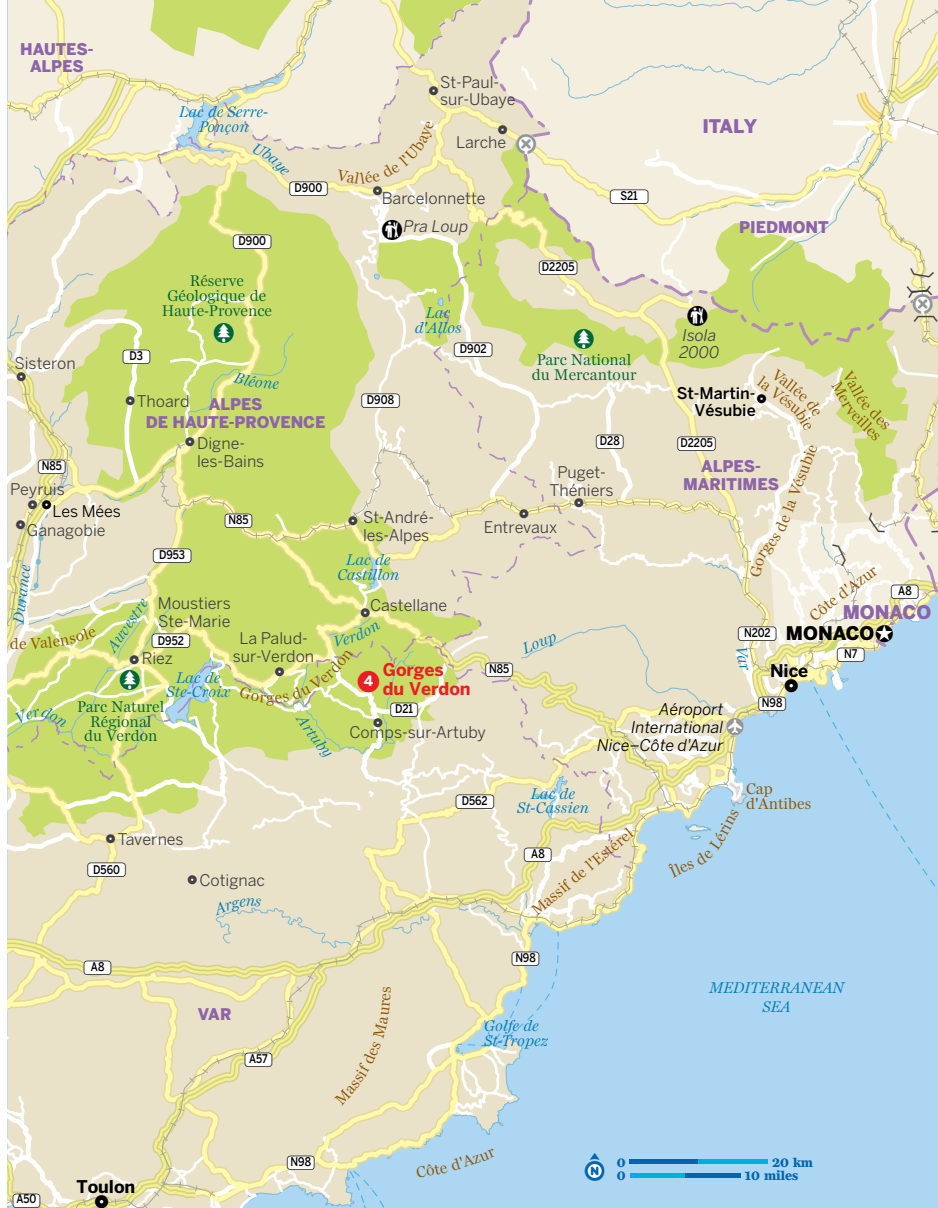 HAUTES-
ALPES
St-Paul-
sur-Ubaye
Lac de Serre-
Ponçon
ITALY
Larche
Ubaye
Vallée de l'Ubaye
D900
Barcelonnette
S21
Pra Loup
PIEDMONT
D900
D2205
Réserve
Géologique de
Haute-Provence
Lac
d'Allos
Isola
2000
D3
D902
Parc National
du Mercantour
Sisteron
Bléone
Vallée de
la Vésubie
Vallée des
Merveilles
Thoard
D908
St-Martin-
Vésubie
ALPES
DE HAUTE-PROVENCE
Digne-
les-Bains
D28
D2205
N85
Puget-
Théniers
ALPES-
MARITIMES
Peyruis
Les Mées
Gorges de la Vésubie
Ganagobie
N85
St-André-
les-Alpes
Entrevaux
D953
Durance
Lac de
Castillon
Côte d'Azur
A8
Moustiers
Ste-Marie
Castellane
MONACO
de Valensole
Auvestre
D952
La Palud-
sur-Verdon
Verdon
Loup
N202
MONACO
N7
Riez
Lac de
Ste-Croix
Gorges du Verdon
4
Gorges
du Verdon
N85
Var
Nice
Verdon
Parc Naturel
Régional
du Verdon
D21
N98
Artuby
Comps-sur-Artuby
Aéroport
International
Nice–Côte d'Azur
D562
Lac de
St-Cassien
Cap
d'Antibes
Tavernes
Îles de Lérins
A8
Massif de l'Estérel
D560
Cotignac
Argens
A8
N98
MEDITERRANEAN
SEA
VAR
Massif des Maures
Golfe de
St-Tropez
A57
N98
Côte d'Azur
N
0 20 km
0 10 miles
Toulon
A50